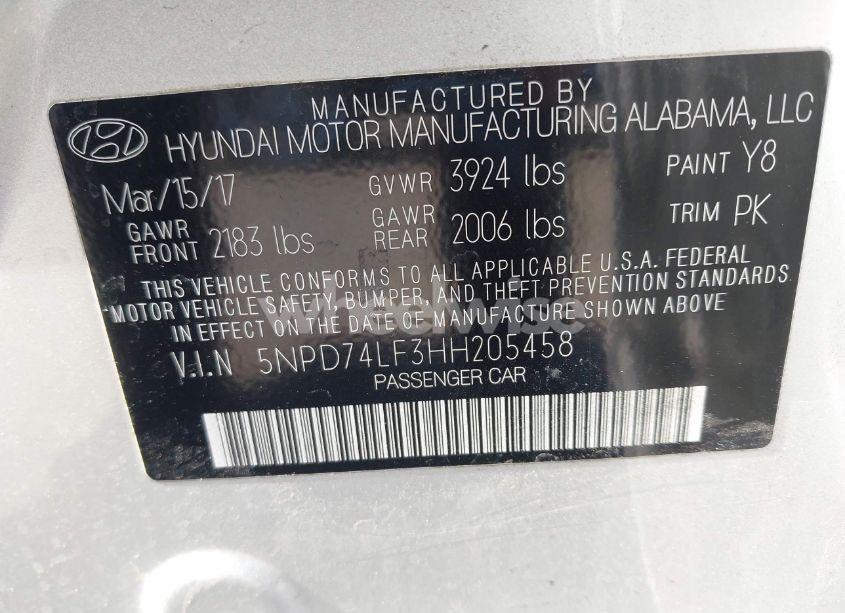 MANUFACTURED BY
HYUNDAI MOTOR MANUFACTURING ALABAMA, LLC
Mar/15/17 GVWR 3924 lbs PAINT Y8
GAWR FRONT 2183 lbs GAWR REAR 2006 lbs TRIM PK
THIS VEHICLE CONFORMS TO ALL APPLICABLE U.S.A. FEDERAL
MOTOR VEHICLE SAFETY, BUMPER, AND THEFT PREVENTION STANDARDS
IN EFFECT ON THE DATE OF MANUFACTURE SHOWN ABOVE
wheelwise
V.I.N 5NPD74LF3HH205458
PASSENGER CAR